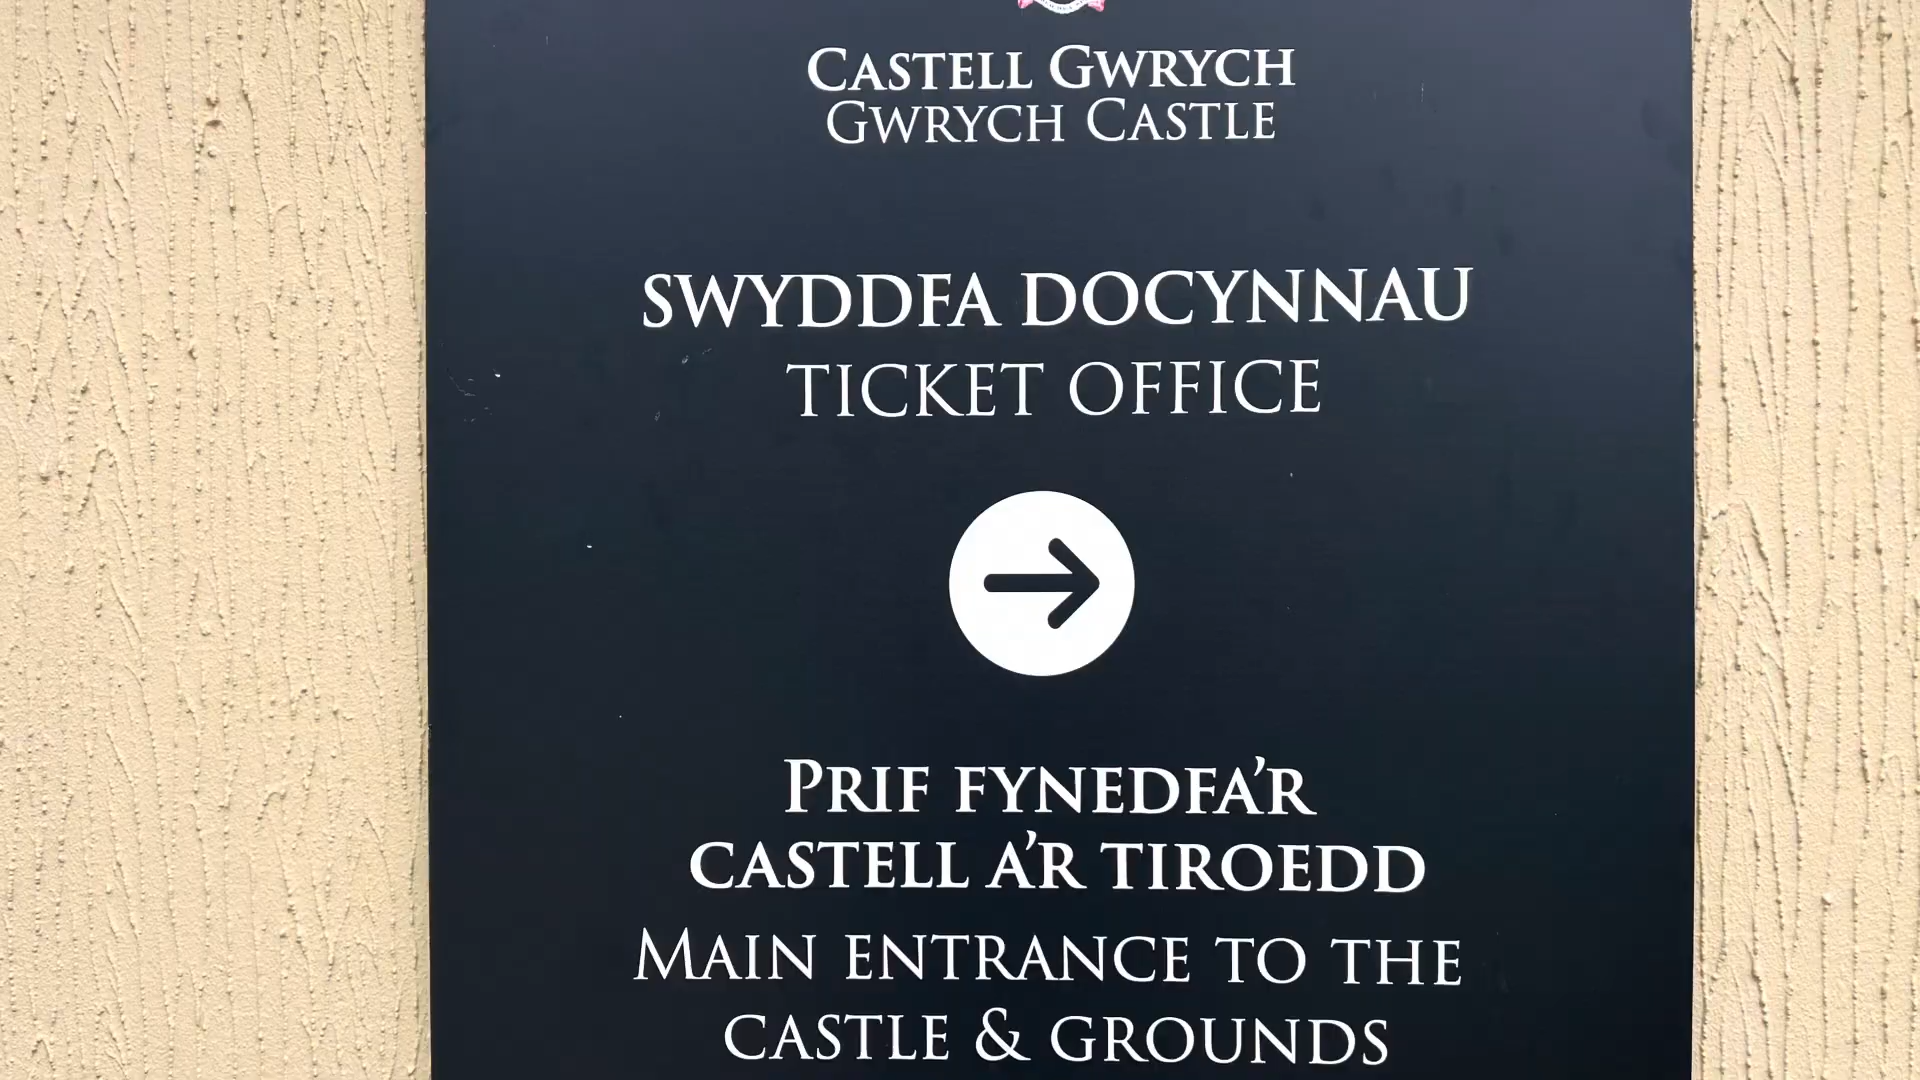 CASTELL GWRYCH
GWRYCH CASTLE
SWYDDFA DOCYNNAU
TICKET OFFICE
PRIF FYNEDFA'R
CASTELL A'R TIROEDD
MAIN ENTRANCE TO THE
CASTLE & GROUNDS